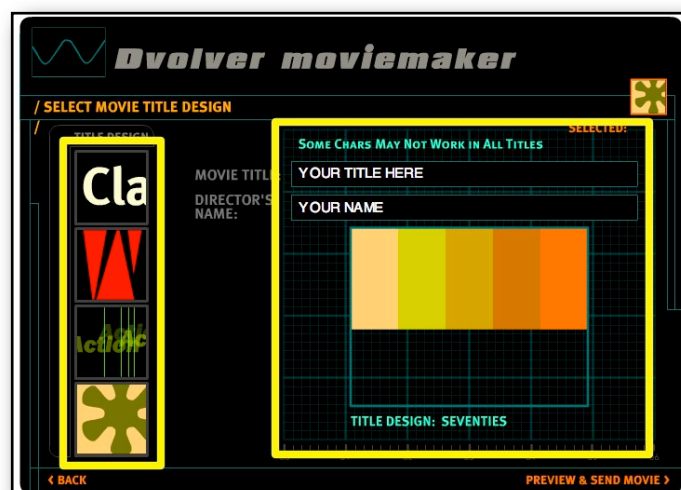 Dvolver moviemaker
/ SELECT MOVIE TITLE DESIGN
/
SELECTED:
TITLE DESIGN
SOME CHARS MAY NOT WORK IN ALL TITLES
MOVIE TITLE:
YOUR TITLE HERE
DIRECTOR'S
NAME:
YOUR NAME
Cla
Action
TITLE DESIGN: SEVENTIES
< BACK
PREVIEW & SEND MOVIE >